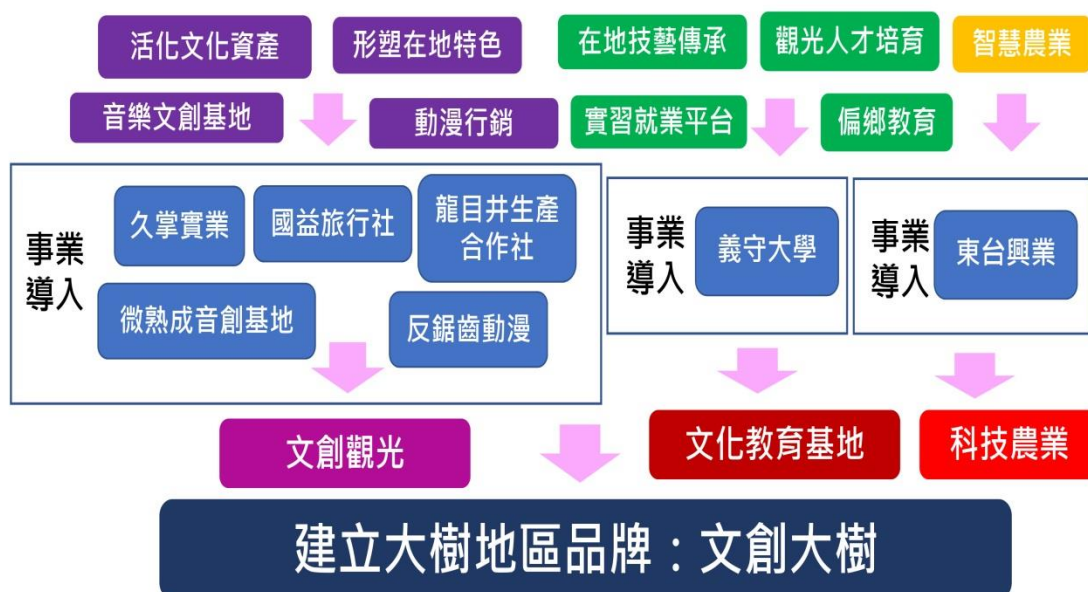 活化文化資產
形塑在地特色
在地技藝傳承
觀光人才培育
智慧農業
音樂文創基地
動漫行銷
實習就業平台
偏鄉教育
事業
導入
久掌實業
國益旅行社
龍目井生產
合作社
微熟成音創基地
反鋸齒動漫
事業
導入
義守大學
事業
導入
東台興業
文創觀光
文化教育基地
科技農業
建立大樹地區品牌：文創大樹